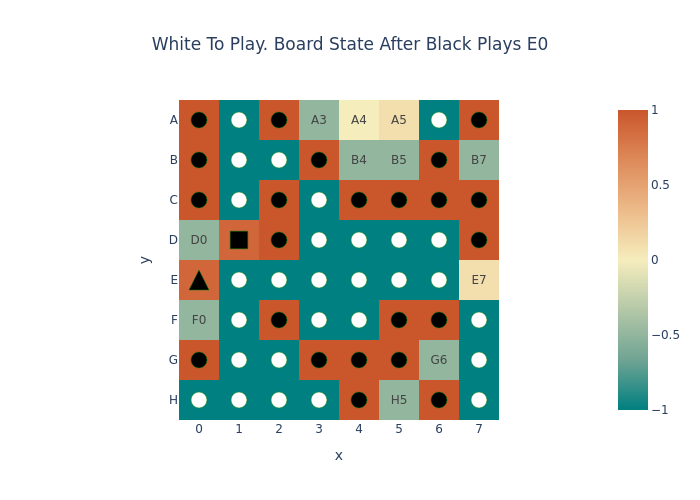 White To Play. Board State After Black Plays E0
A
A3
A4
A5
B
B4
B5
B7
C
D
D0
E
E7
F
F0
G
G6
H
H5
0
1
2
3
4
5
6
7
x
y
1
0.5
0
−0.5
−1